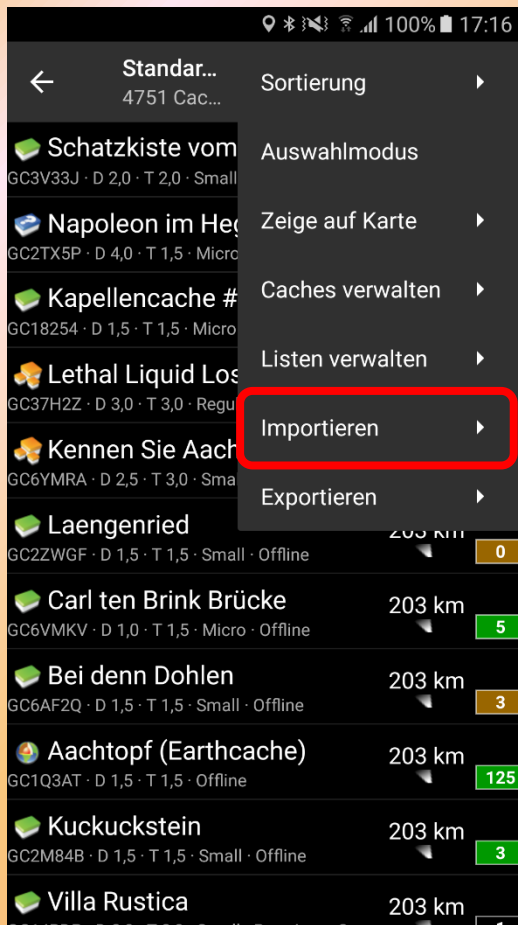 100% 17:16
Standar...
4751 Cac...
Sortierung
Auswahlmodus
Zeige auf Karte
Caches verwalten
Listen verwalten
Importieren
Exportieren
Schatzkiste vom
GC3V33J · D 2,0 · T 2,0 · Small
Napoleon im
GC2TX5P · D 4,0 · T 1,5 · Micro
Kapellencache #
GC18254 · D 1,5 · T 1,5 · Micro
Lethal Liquid Los
GC37H2Z · D 3,0 · T 3,0 · Regu
Kennen Sie Aach
GC6YMRA · D 2,5 · T 3,0 · Sma
Laengenried 203 km
GC2ZWGF · D 1,5 · T 1,5 · Small · Offline 0
Carl ten Brink Brücke 203 km
GC6VMKV · D 1,0 · T 1,5 · Micro · Offline 5
Bei denn Dohlen 203 km
GC6AF2Q · D 1,5 · T 1,5 · Small · Offline 3
Aachtopf (Earthcache) 203 km
GC1Q3AT · D 1,5 · T 1,5 · Offline 125
Kuckuckstein 203 km
GC2M84B · D 1,5 · T 1,5 · Small · Offline 3
Villa Rustica 203 km